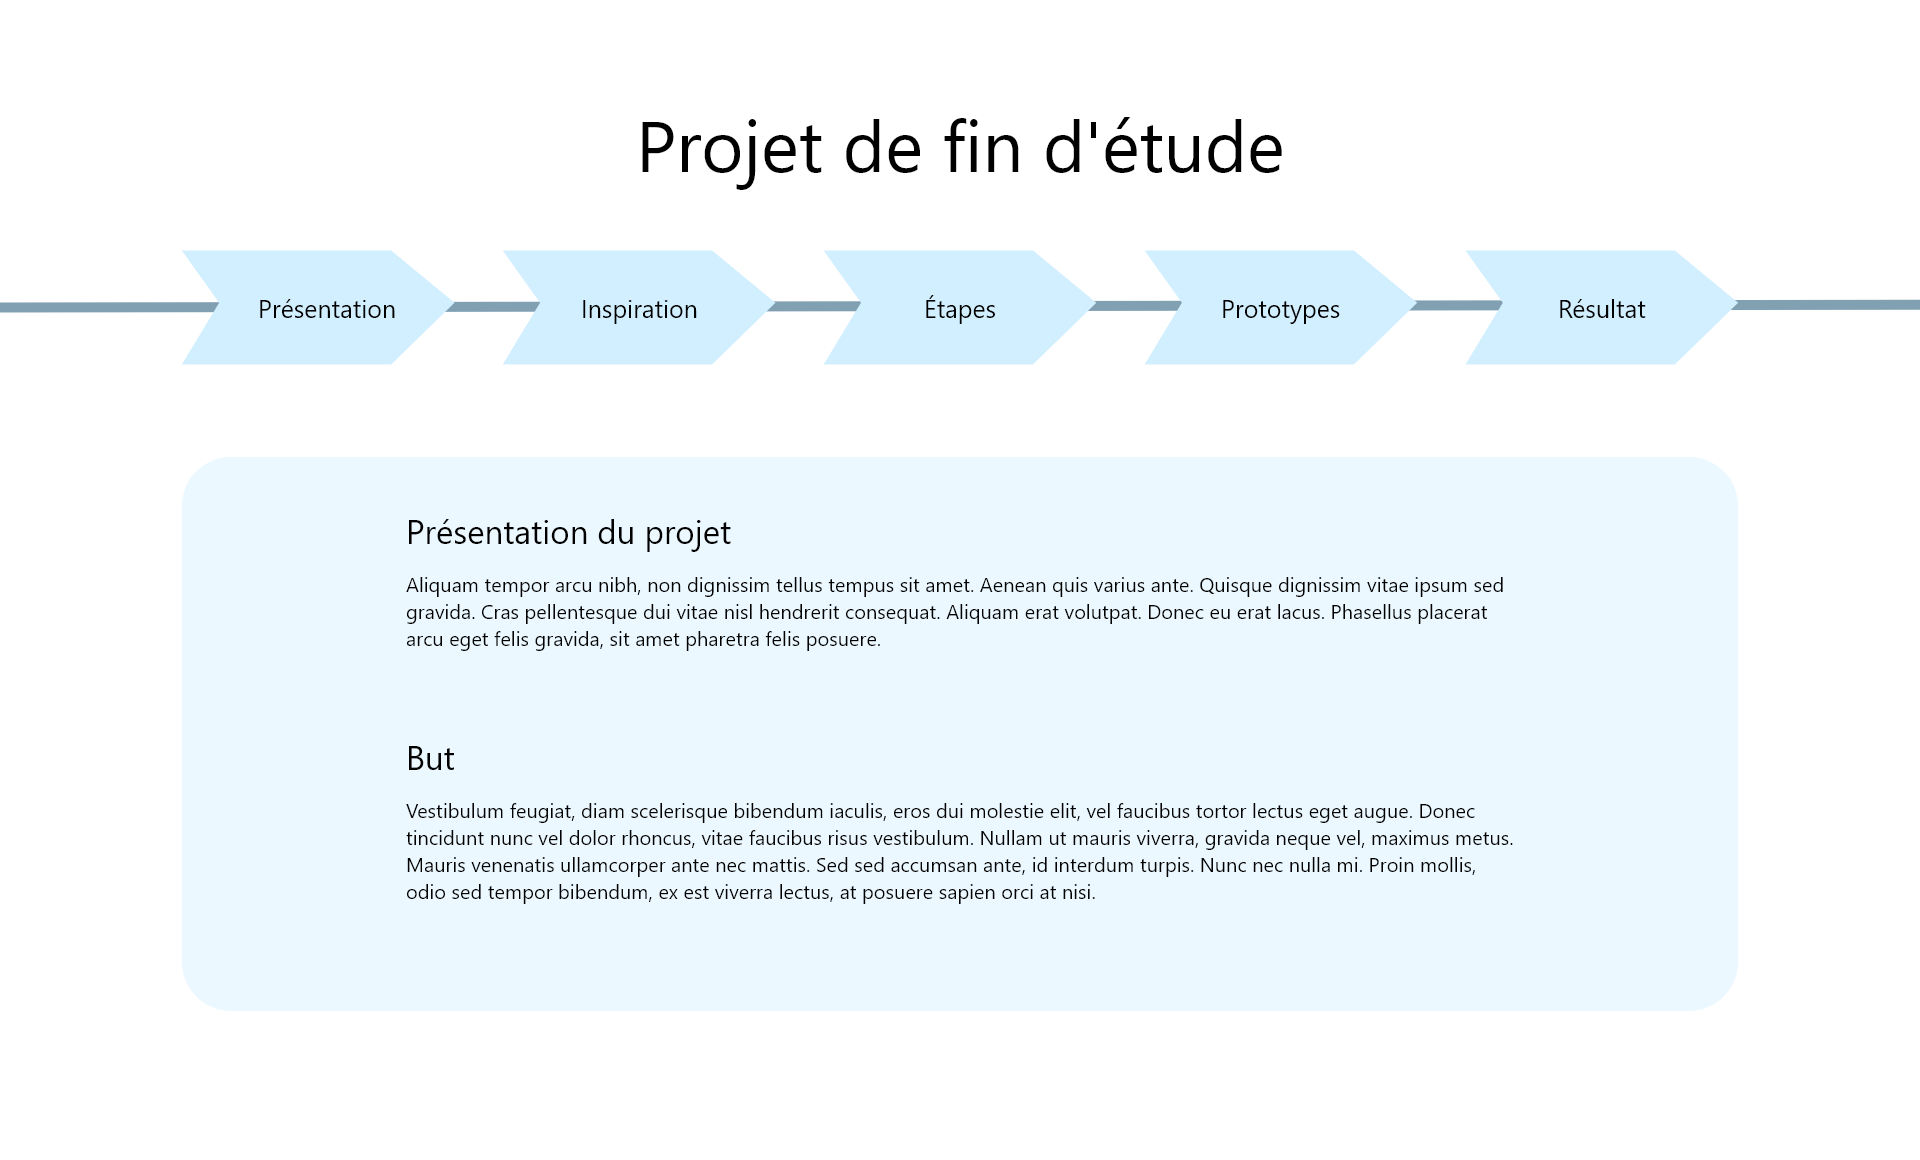 Projet de fin d'étude
Présentation
Inspiration
Étapes
Prototypes
Résultat
Présentation du projet
Aliquam tempor arcu nibh, non dignissim tellus tempus sit amet. Aenean quis varius ante. Quisque dignissim vitae ipsum sed
gravida. Cras pellentesque dui vitae nisl hendrerit consequat. Aliquam erat volutpat. Donec eu erat lacus. Phasellus placerat
arcu eget felis gravida, sit amet pharetra felis posuere.
But
Vestibulum feugiat, diam scelerisque bibendum iaculis, eros dui molestie elit, vel faucibus tortor lectus eget augue. Donec
tincidunt nunc vel dolor rhoncus, vitae faucibus risus vestibulum. Nullam ut mauris viverra, gravida neque vel, maximus metus.
Mauris venenatis ullamcorper ante nec mattis. Sed sed accumsan ante, id interdum turpis. Nunc nec nulla mi. Proin mollis,
odio sed tempor bibendum, ex est viverra lectus, at posuere sapien orci at nisi.